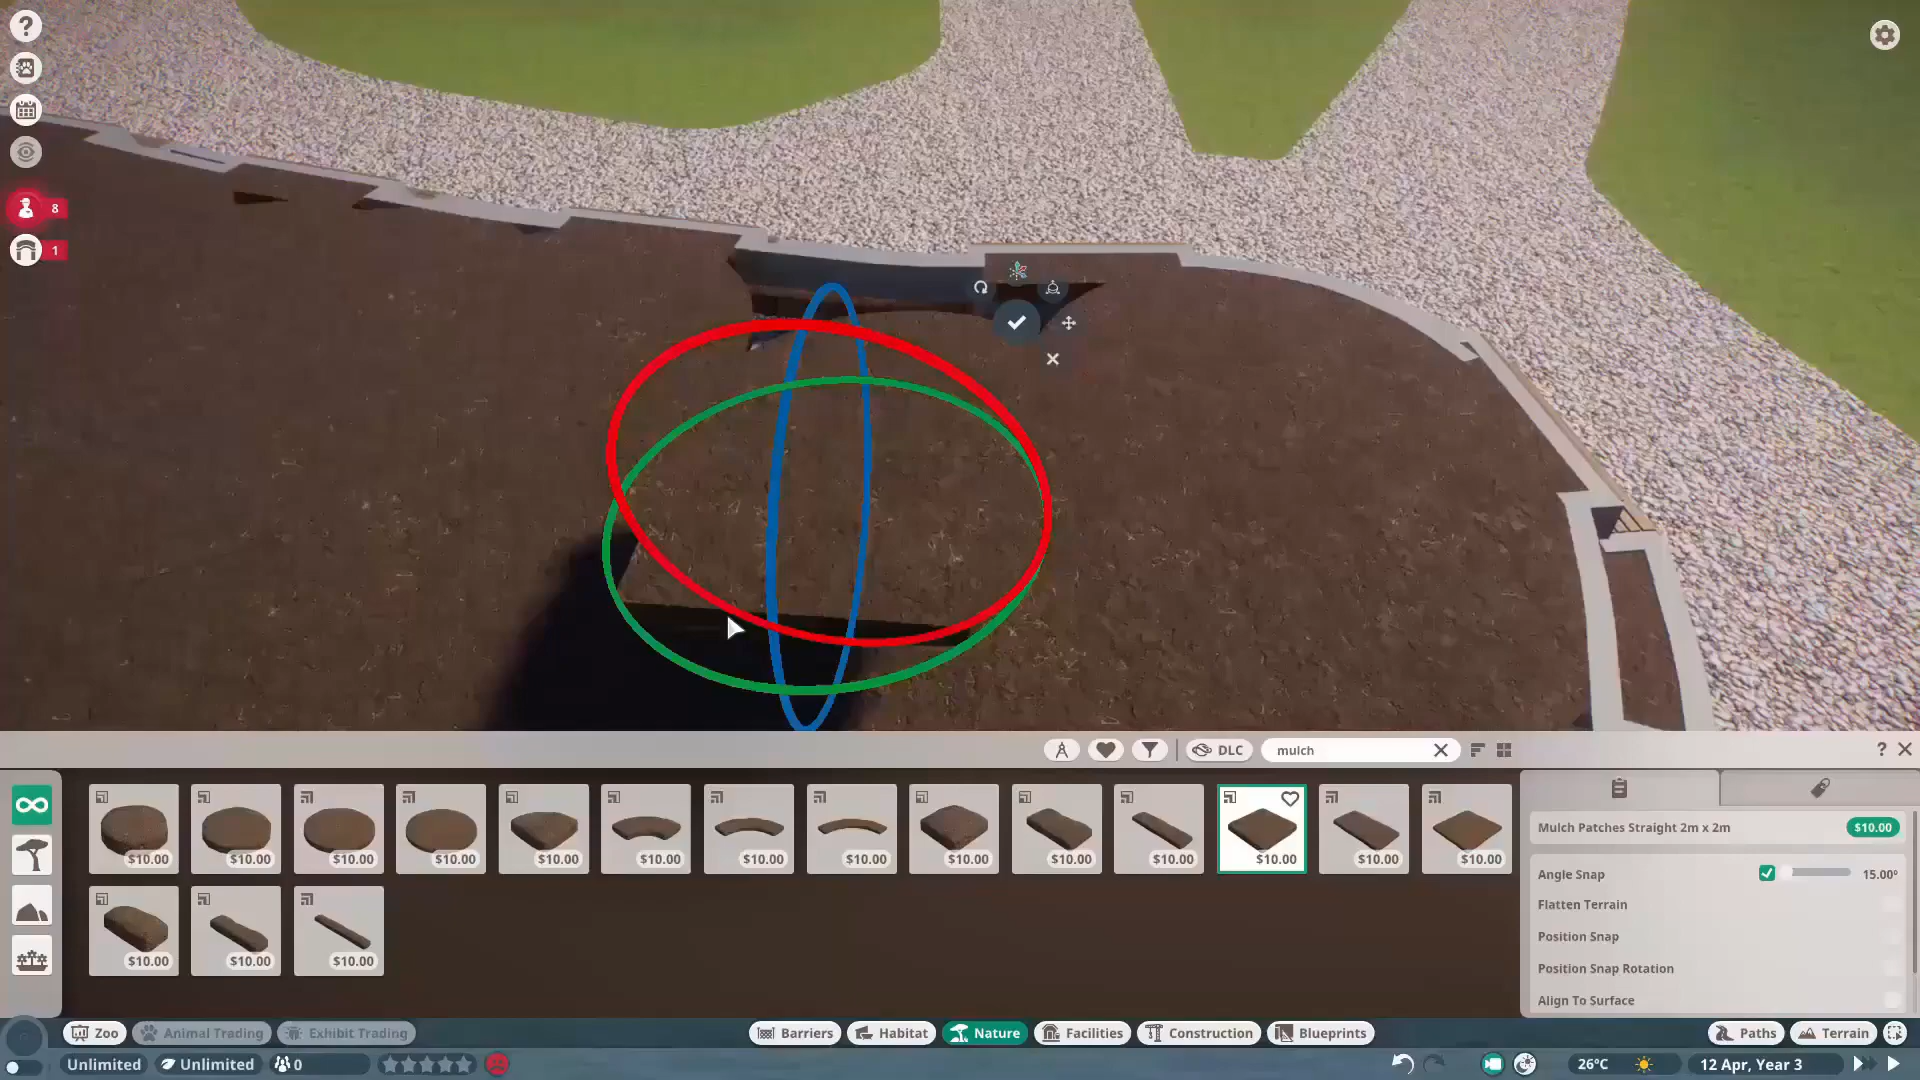 ?
8
1
DLC
mulch
?
$10.00 $10.00 $10.00 $10.00 $10.00 $10.00 $10.00 $10.00 $10.00 $10.00 $10.00 $10.00 $10.00 $10.00
$10.00 $10.00 $10.00
Mulch Patches Straight 2m x 2m $10.00
Angle Snap 15.00°
Flatten Terrain
Position Snap
Position Snap Rotation
Align To Surface
Zoo Animal Trading Exhibit Trading Barriers Habitat Nature Facilities Construction Blueprints Paths Terrain
Unlimited Unlimited 0 26°C 12 Apr, Year 3